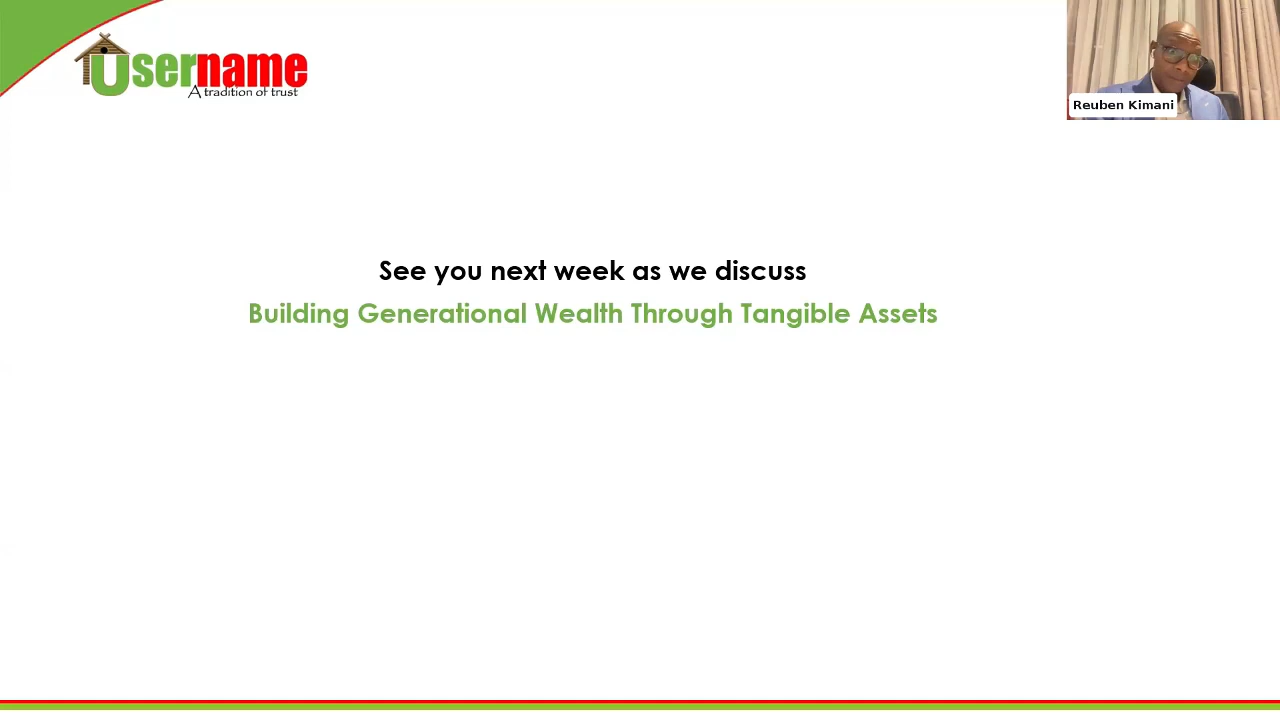 Username
A tradition of trust
Reuben Kimani
See you next week as we discuss
Building Generational Wealth Through Tangible Assets